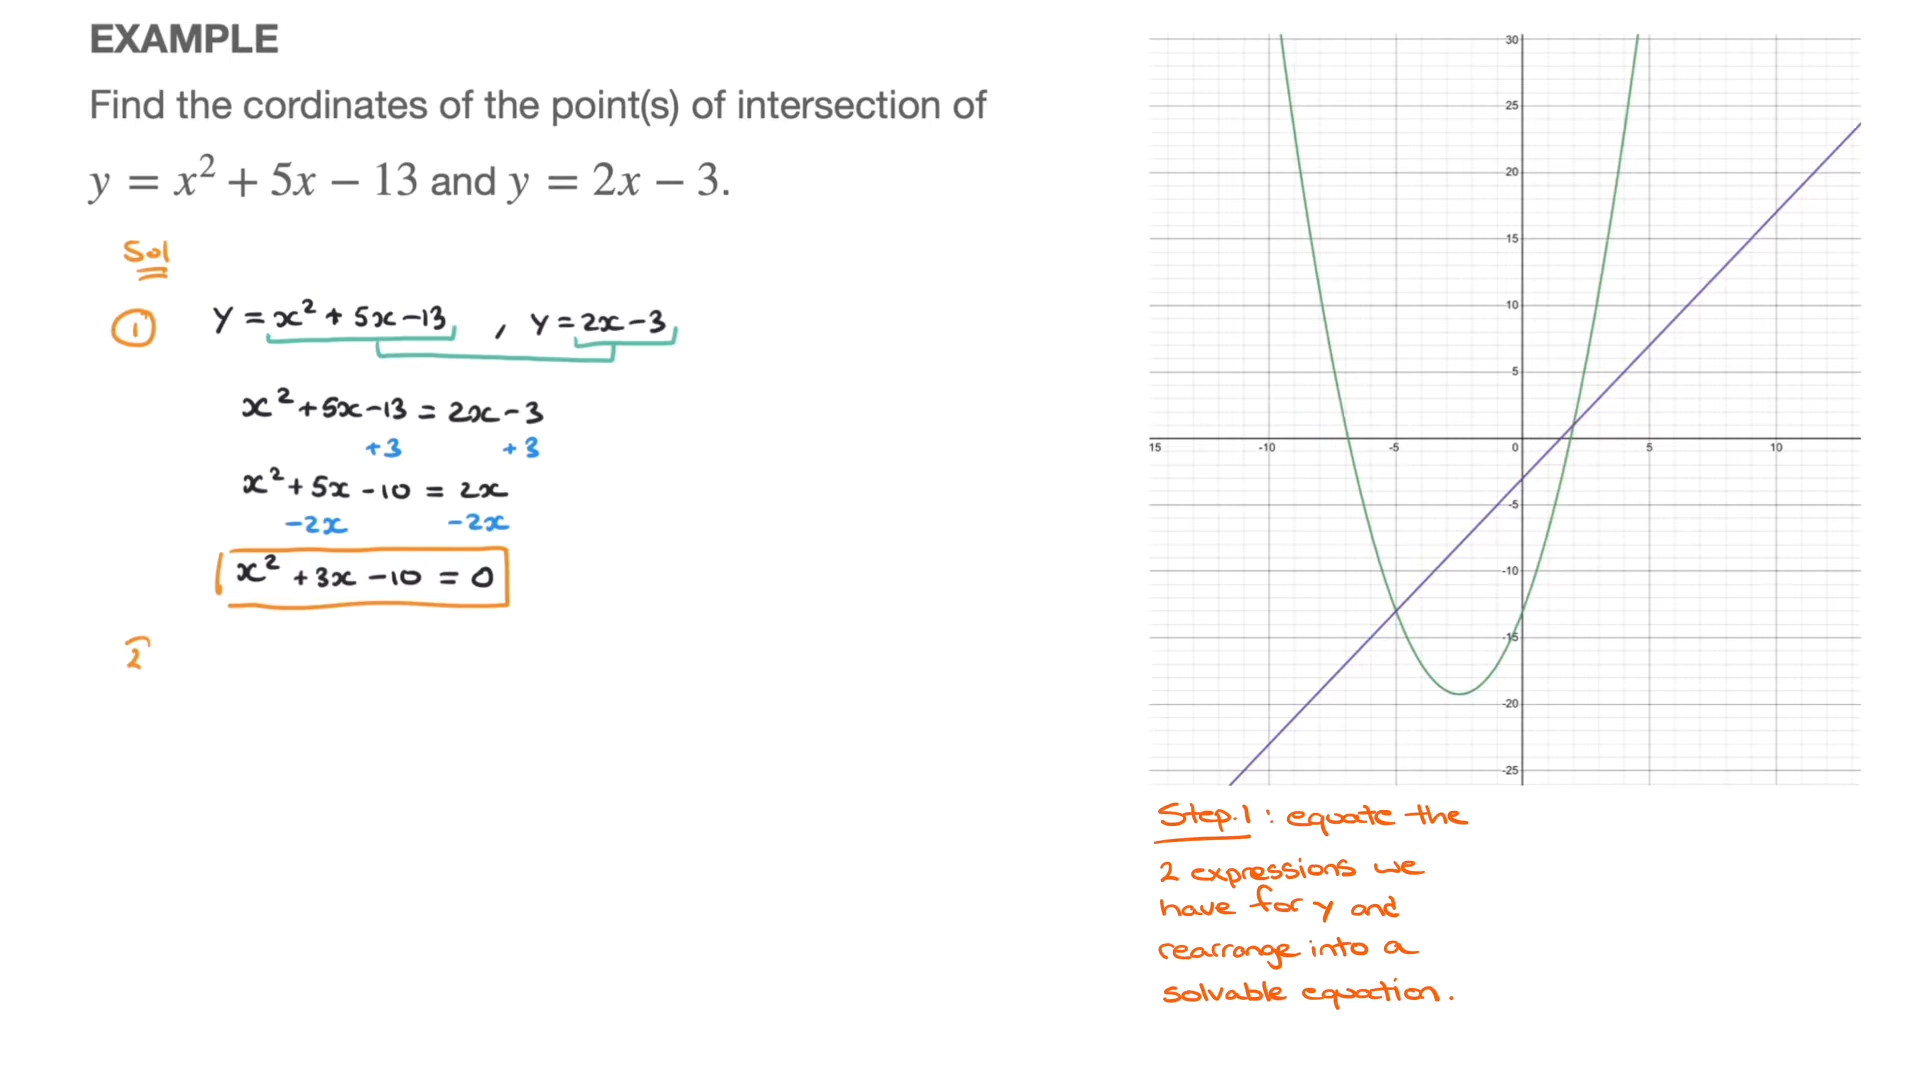 EXAMPLE
Find the cordinates of the point(s) of intersection of
y = x² + 5x − 13 and y = 2x − 3.
Sol
1 y = x² + 5x − 13 , y = 2x − 3
x² + 5x − 13 = 2x − 3
+3 +3
x² + 5x − 10 = 2x
−2x −2x
x² + 3x − 10 = 0
2
30
25
20
15
10
5
15 -10 -5 0 5 10
-5
-10
-15
-20
-25
Step.1 : equate the
2 expressions we
have for y and
rearrange into a
solvable equation.